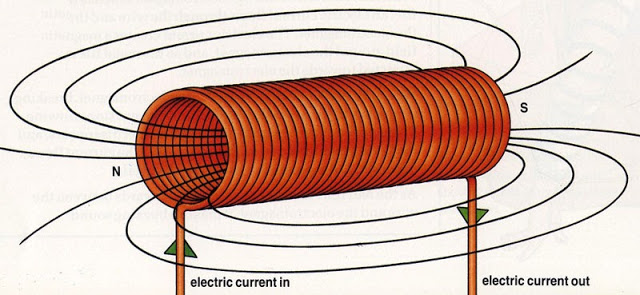 S
N
electric current in
electric current out